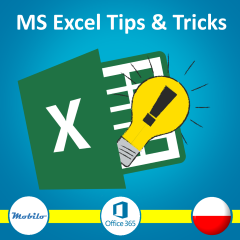 MS Excel Tips & Tricks
X
Mobilo
Office 365